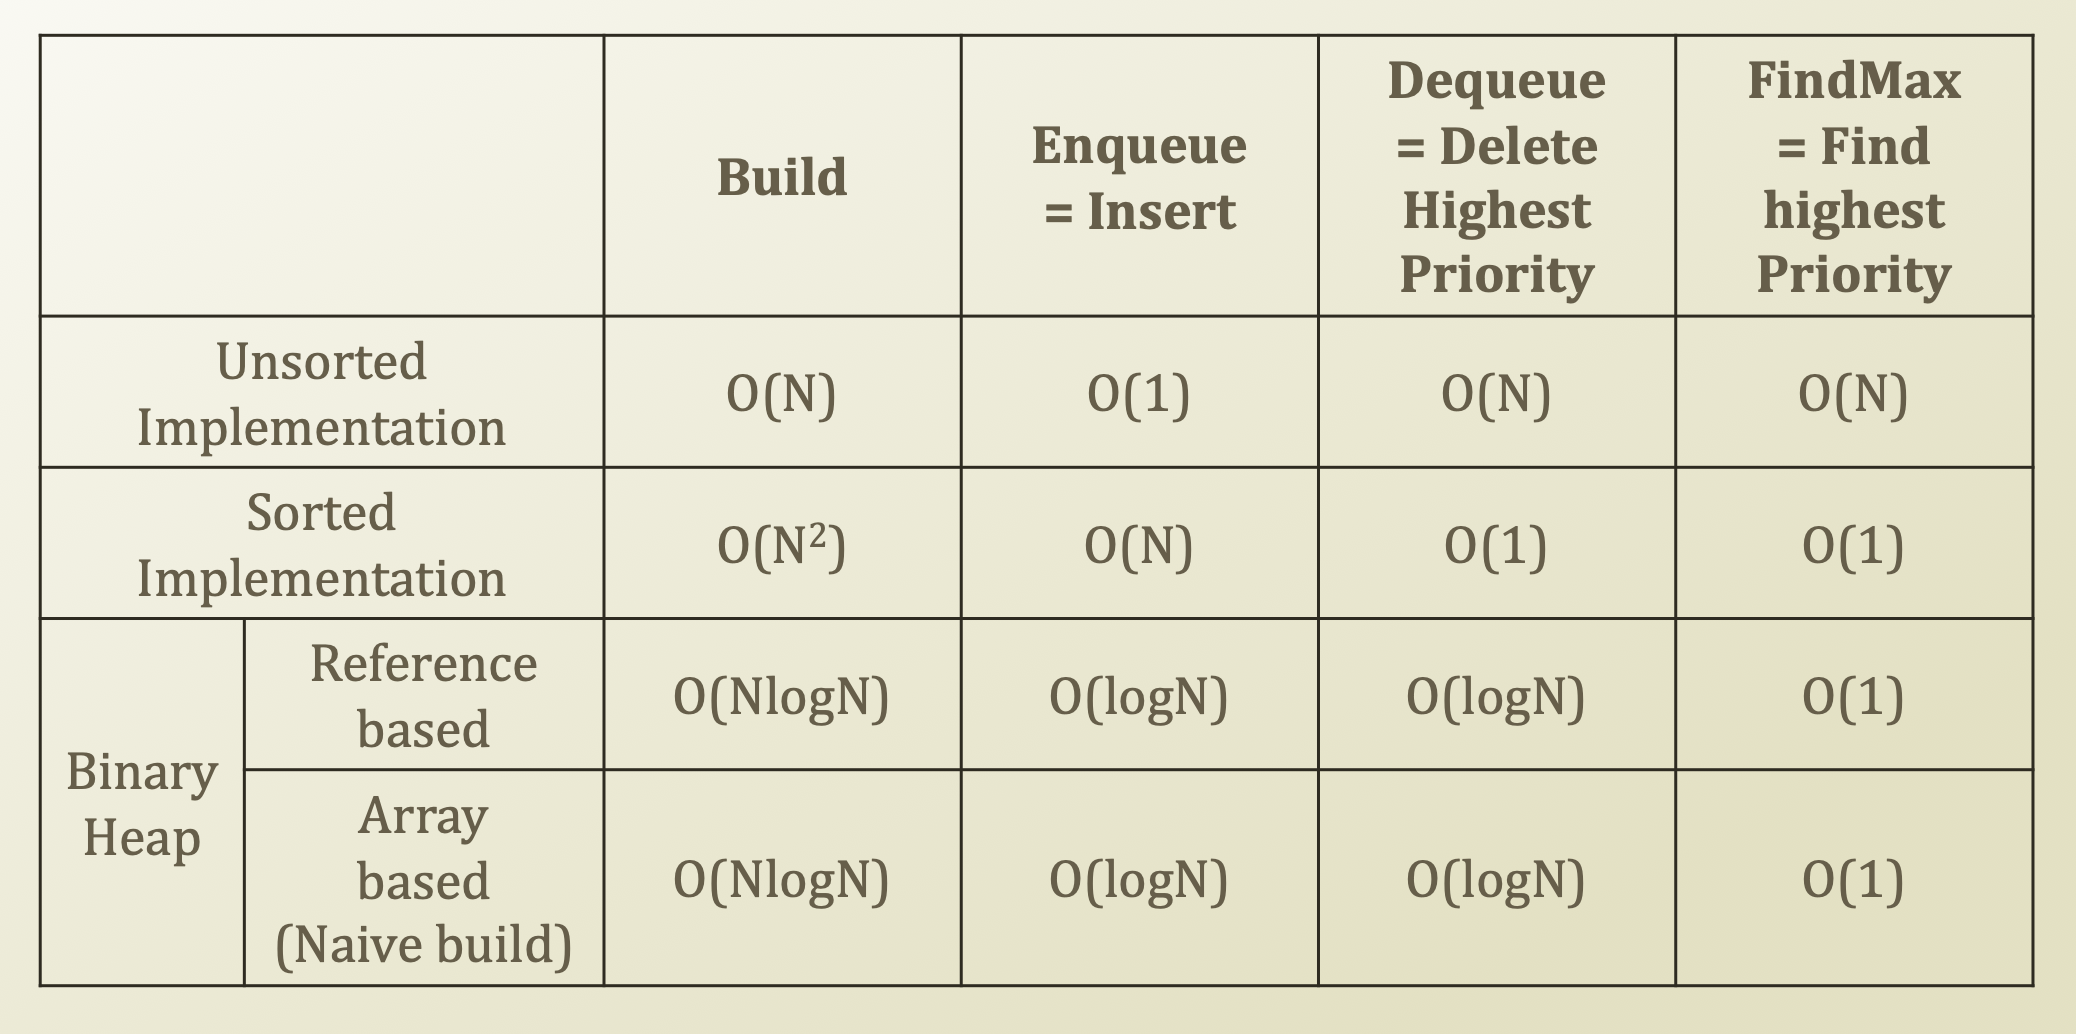 Build
Enqueue
= Insert
Dequeue
= Delete
Highest
Priority
FindMax
= Find
highest
Priority
Unsorted
Implementation
O(N)
O(1)
O(N)
O(N)
Sorted
Implementation
O(N²)
O(N)
O(1)
O(1)
Binary
Heap
Reference
based
O(NlogN)
O(logN)
O(logN)
O(1)
Array
based
(Naive build)
O(NlogN)
O(logN)
O(logN)
O(1)